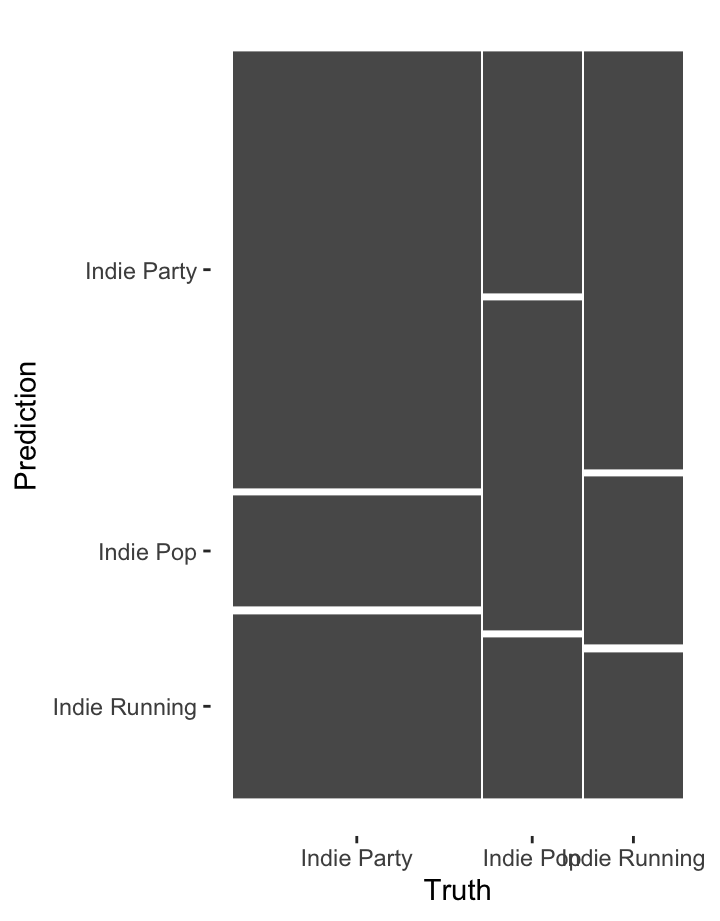 Indie Party
Prediction
Indie Pop
Indie Running
Indie Party
Indie Pop
Indie Running
Truth